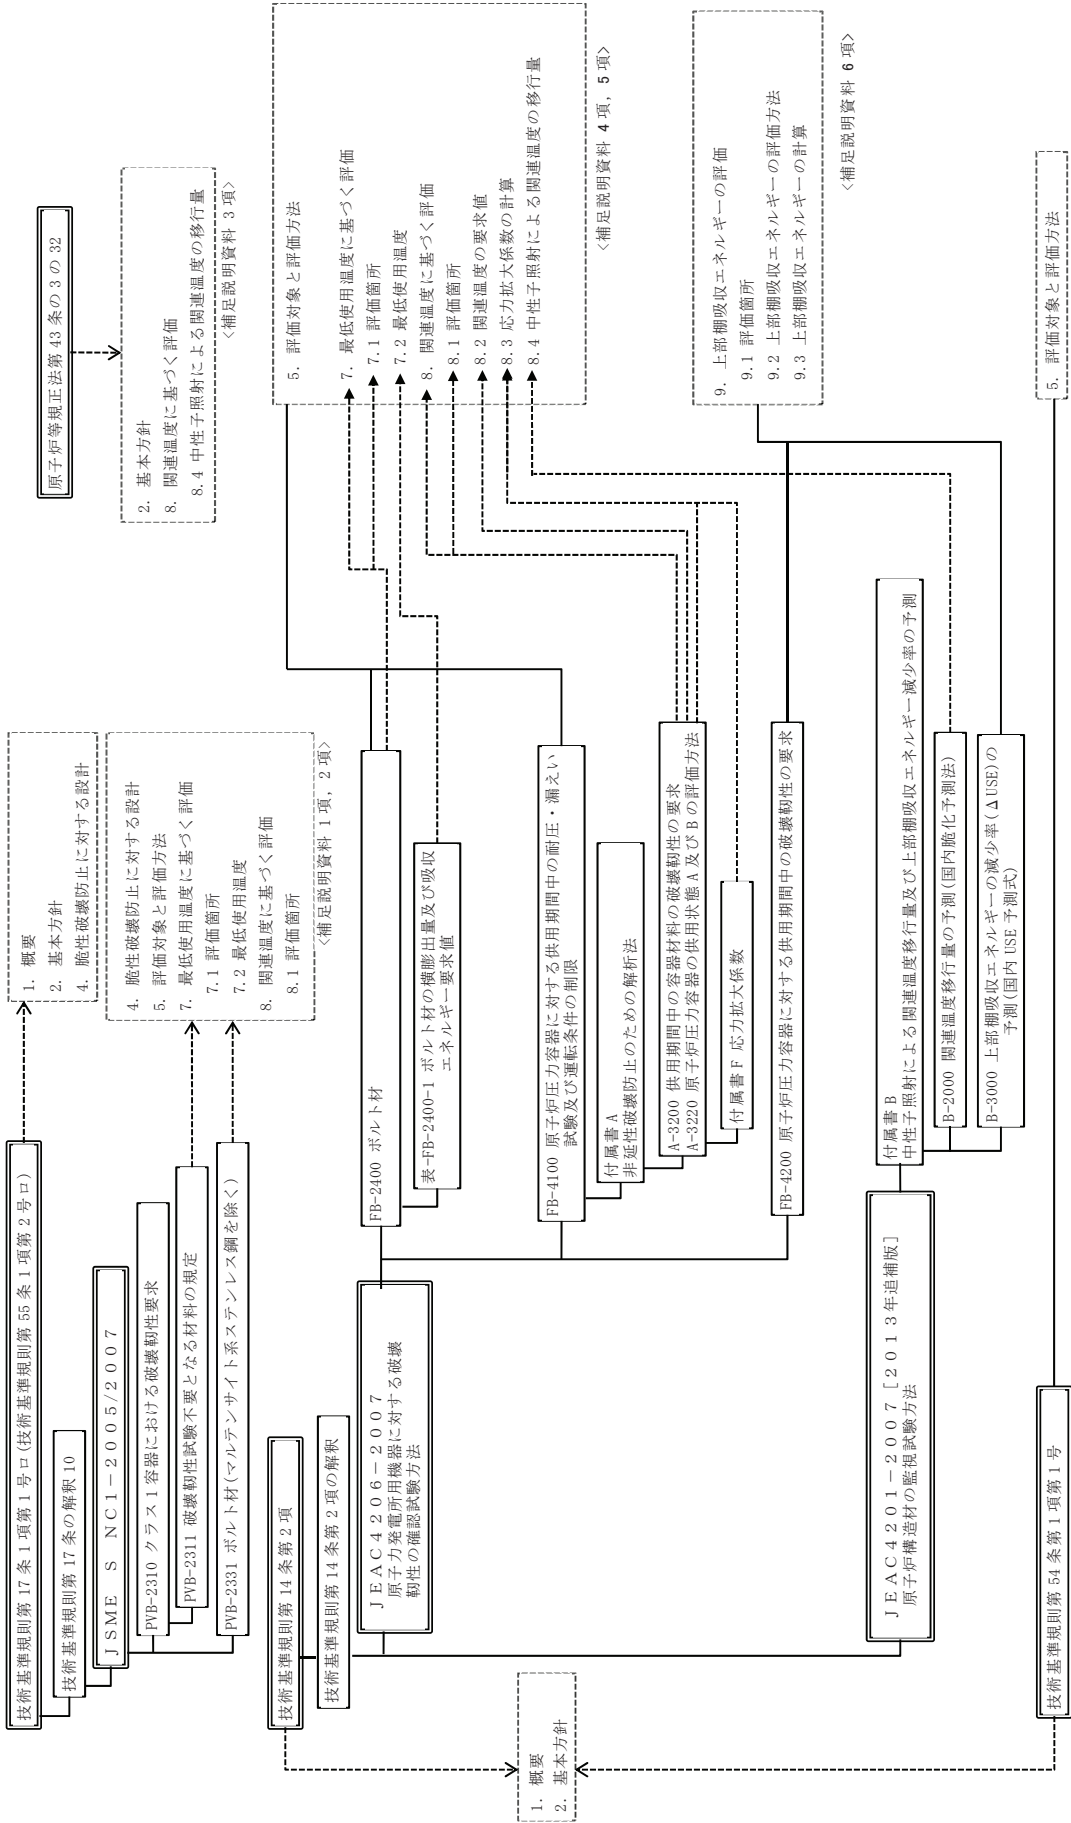 技術基準規則第 17 条 1 項第 1 号ロ(技術基準規則第 55 条 1 項第 2 号ロ)
技術基準規則第 17 条の解釈 10
JSME S NC1－2005/2007
PVB-2310 クラス 1 容器における破壊靭性要求
PVB-2311 破壊靭性試験不要となる材料の規定
PVB-2331 ボルト材(マルテンサイト系ステンレス鋼を除く)
1. 概要
2. 基本方針
4. 脆性破壊防止に対する設計
4. 脆性破壊防止に対する設計
5. 評価対象と評価方法
7. 最低使用温度に基づく評価
7.1 評価箇所
7.2 最低使用温度
8. 関連温度に基づく評価
8.1 評価箇所
<補足説明資料 1 項, 2 項>
原子炉等規正法第 43 条の 3 の 32
2. 基本方針
8. 関連温度に基づく評価
8.4 中性子照射による関連温度の移行量
<補足説明資料 3 項>
技術基準規則第 14 条第 2 項
技術基準規則第 14 条第 2 項の解釈
JEAC4206－2007
原子力発電所用機器に対する破壊
靭性の確認試験方法
FB-2400 ボルト材
表-FB-2400-1 ボルト材の横膨出量及び吸収
エネルギー要求値
FB-4100 原子炉圧力容器に対する供用期間中の耐圧・漏えい
試験及び運転条件の制限
付属書 A
非延性破壊防止のための解析法
A-3200 供用期間中の容器材料の破壊靭性の要求
A-3220 原子炉圧力容器の供用状態 A 及び B の評価方法
付属書 F 応力拡大係数
FB-4200 原子炉圧力容器に対する供用期間中の破壊靭性の要求
5. 評価対象と評価方法
7. 最低使用温度に基づく評価
7.1 評価箇所
7.2 最低使用温度
8. 関連温度に基づく評価
8.1 評価箇所
8.2 関連温度の要求値
8.3 応力拡大係数の計算
8.4 中性子照射による関連温度の移行量
<補足説明資料 4 項, 5 項>
9. 上部棚吸収エネルギーの評価
9.1 評価箇所
9.2 上部棚吸収エネルギーの評価方法
9.3 上部棚吸収エネルギーの計算
<補足説明資料 6 項>
1. 概要
2. 基本方針
JEAC4201－2007［2013年追補版］
原子炉構造材の監視試験方法
付属書 B
中性子照射による関連温度移行量及び上部棚吸収エネルギー減少率の予測
B-2000 関連温度移行量の予測(国内脆化予測法)
B-3000 上部棚吸収エネルギーの減少率(ΔUSE)の
予測(国内 USE 予測式)
技術基準規則第 54 条第 1 項第 1 号
5. 評価対象と評価方法